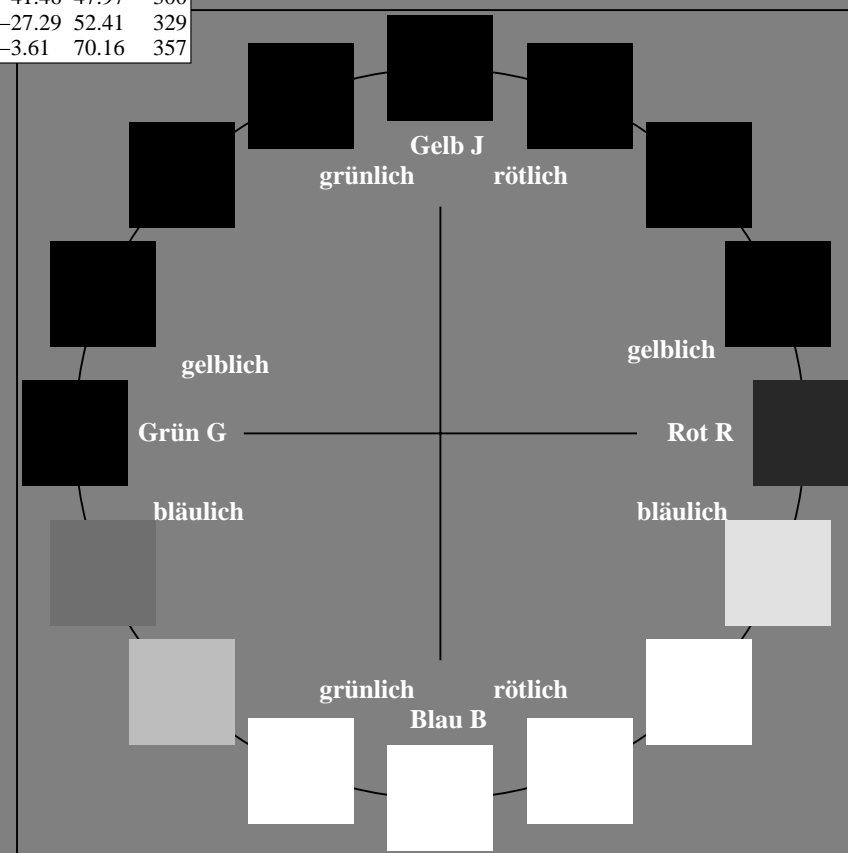 −27.29 52.41 329
−3.61 70.16 357
Gelb J
grünlich rötlich
gelblich gelblich
Grün G Rot R
bläulich bläulich
grünlich rötlich
Blau B